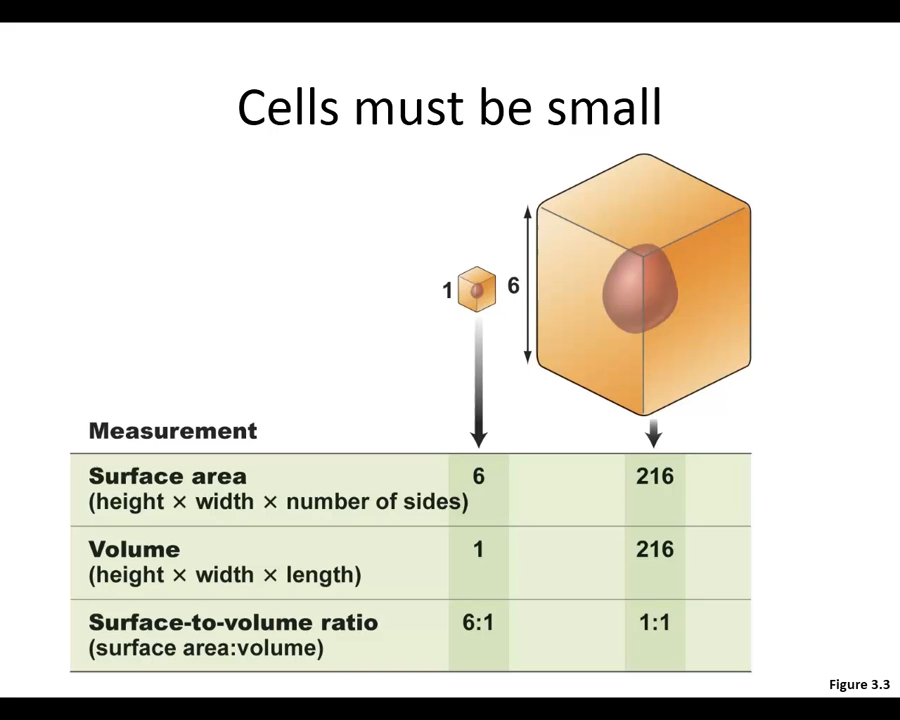 Cells must be small
1
6
Measurement
Surface area 6 216
(height × width × number of sides)
Volume 1 216
(height × width × length)
Surface-to-volume ratio 6:1 1:1
(surface area:volume)
Figure 3.3